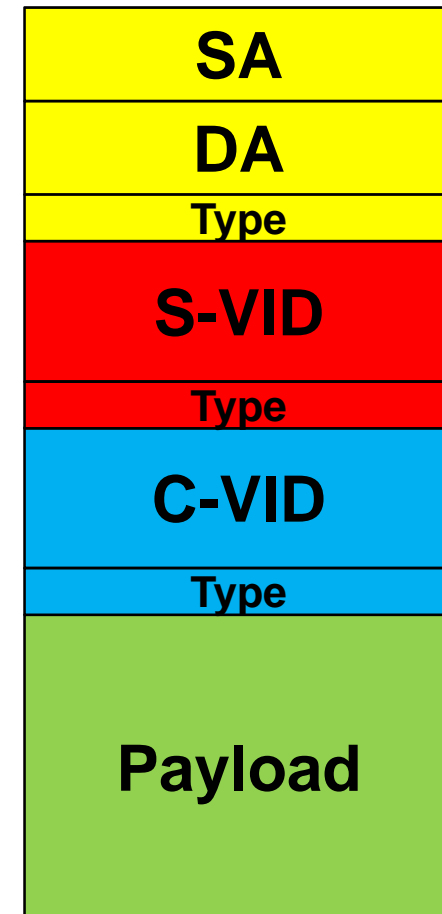 SA
DA
Type
S-VID
Type
C-VID
Type
Payload